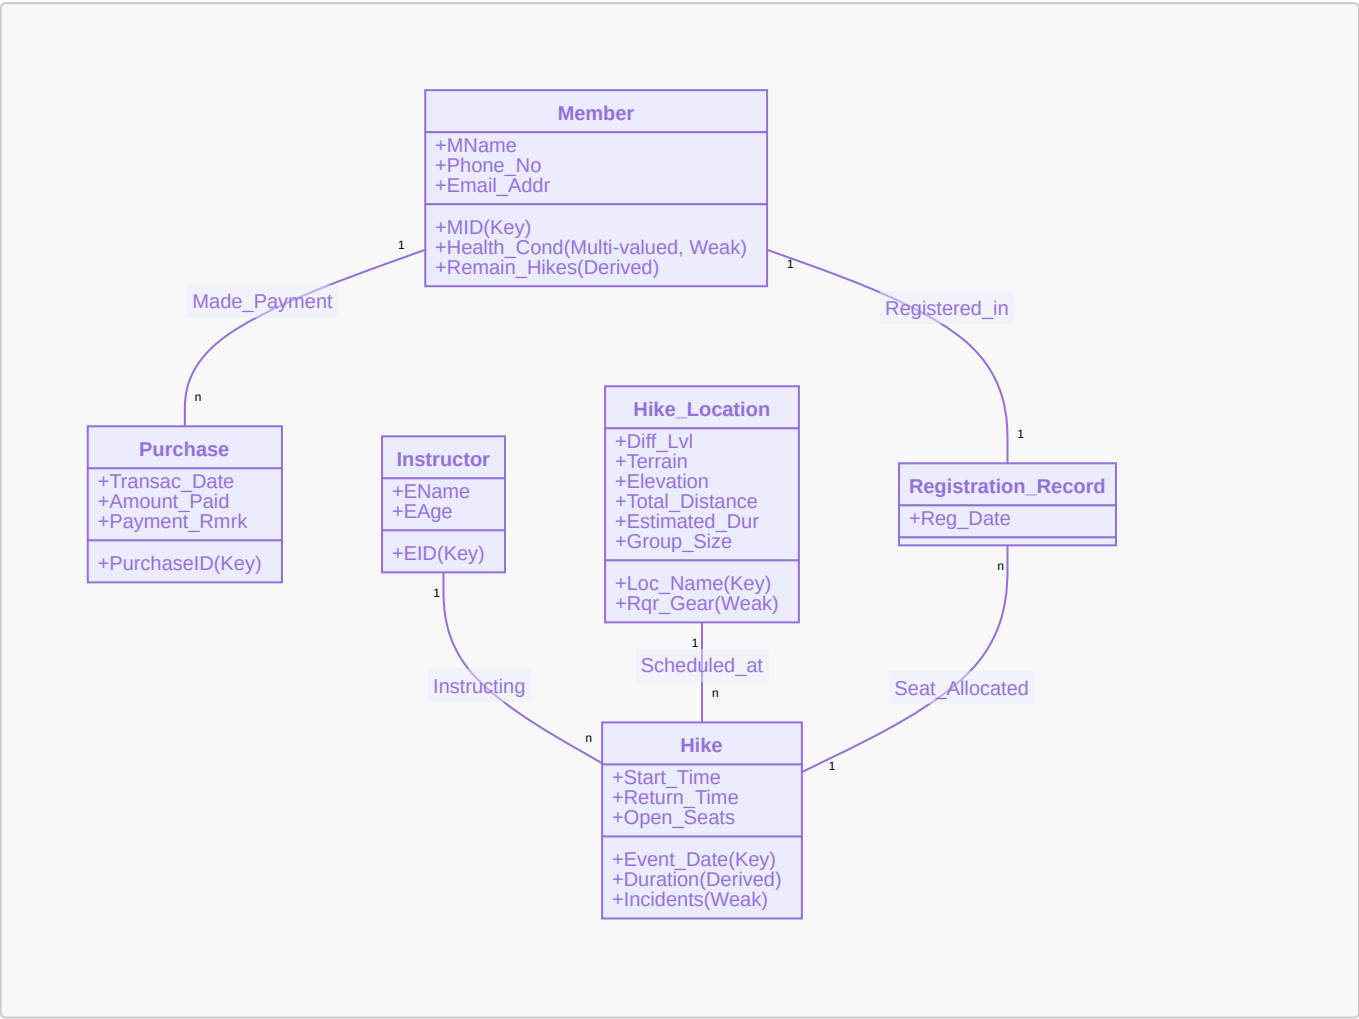 Member
+MName
+Phone_No
+Email_Addr
+MID(Key)
+Health_Cond(Multi-valued, Weak)
+Remain_Hikes(Derived)
1
1
Made_Payment
Registered_in
n
1
Purchase
+Transac_Date
+Amount_Paid
+Payment_Rmrk
+PurchaseID(Key)
Instructor
+EName
+EAge
+EID(Key)
Hike_Location
+Diff_Lvl
+Terrain
+Elevation
+Total_Distance
+Estimated_Dur
+Group_Size
+Loc_Name(Key)
+Rqr_Gear(Weak)
Registration_Record
+Reg_Date
1
1
n
Instructing
Scheduled_at
Seat_Allocated
n
n
1
Hike
+Start_Time
+Return_Time
+Open_Seats
+Event_Date(Key)
+Duration(Derived)
+Incidents(Weak)